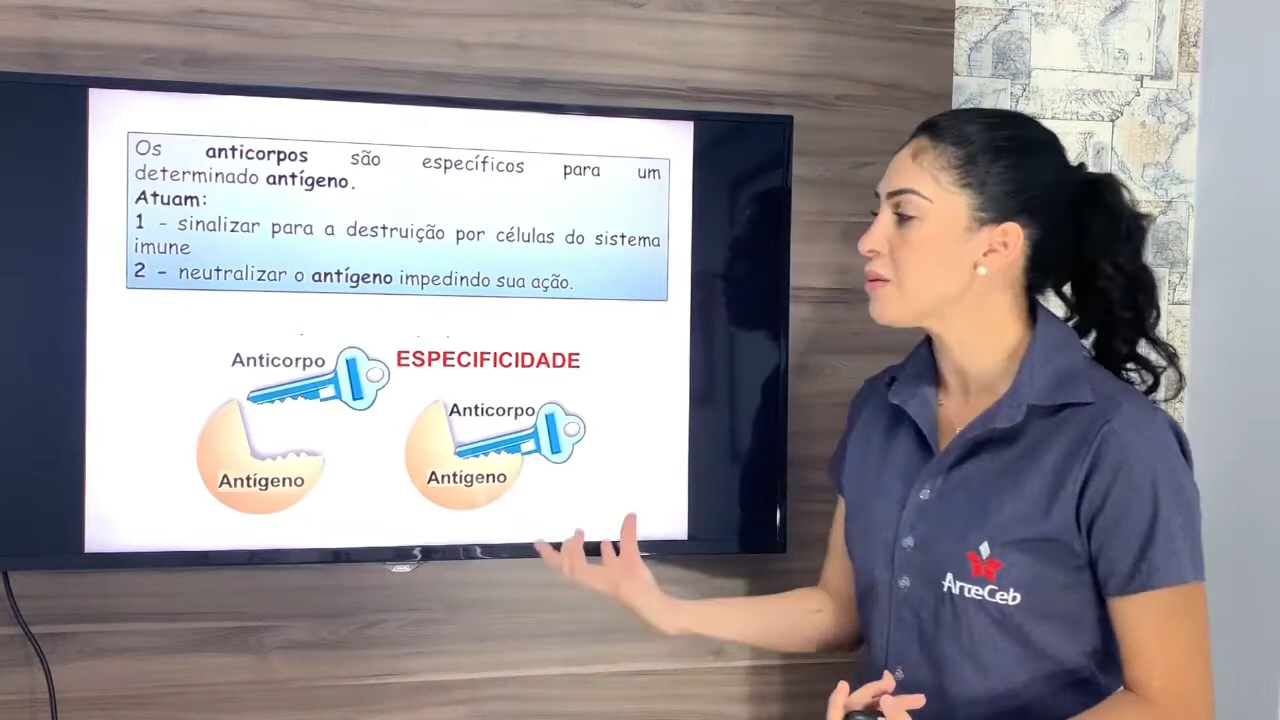 Os anticorpos são específicos para um
determinado antígeno.
Atuam:
1 - sinalizar para a destruição por células do sistema
imune
2 - neutralizar o antígeno impedindo sua ação.
Anticorpo
ESPECIFICIDADE
Anticorpo
Antígeno
Antígeno
ArteCeb